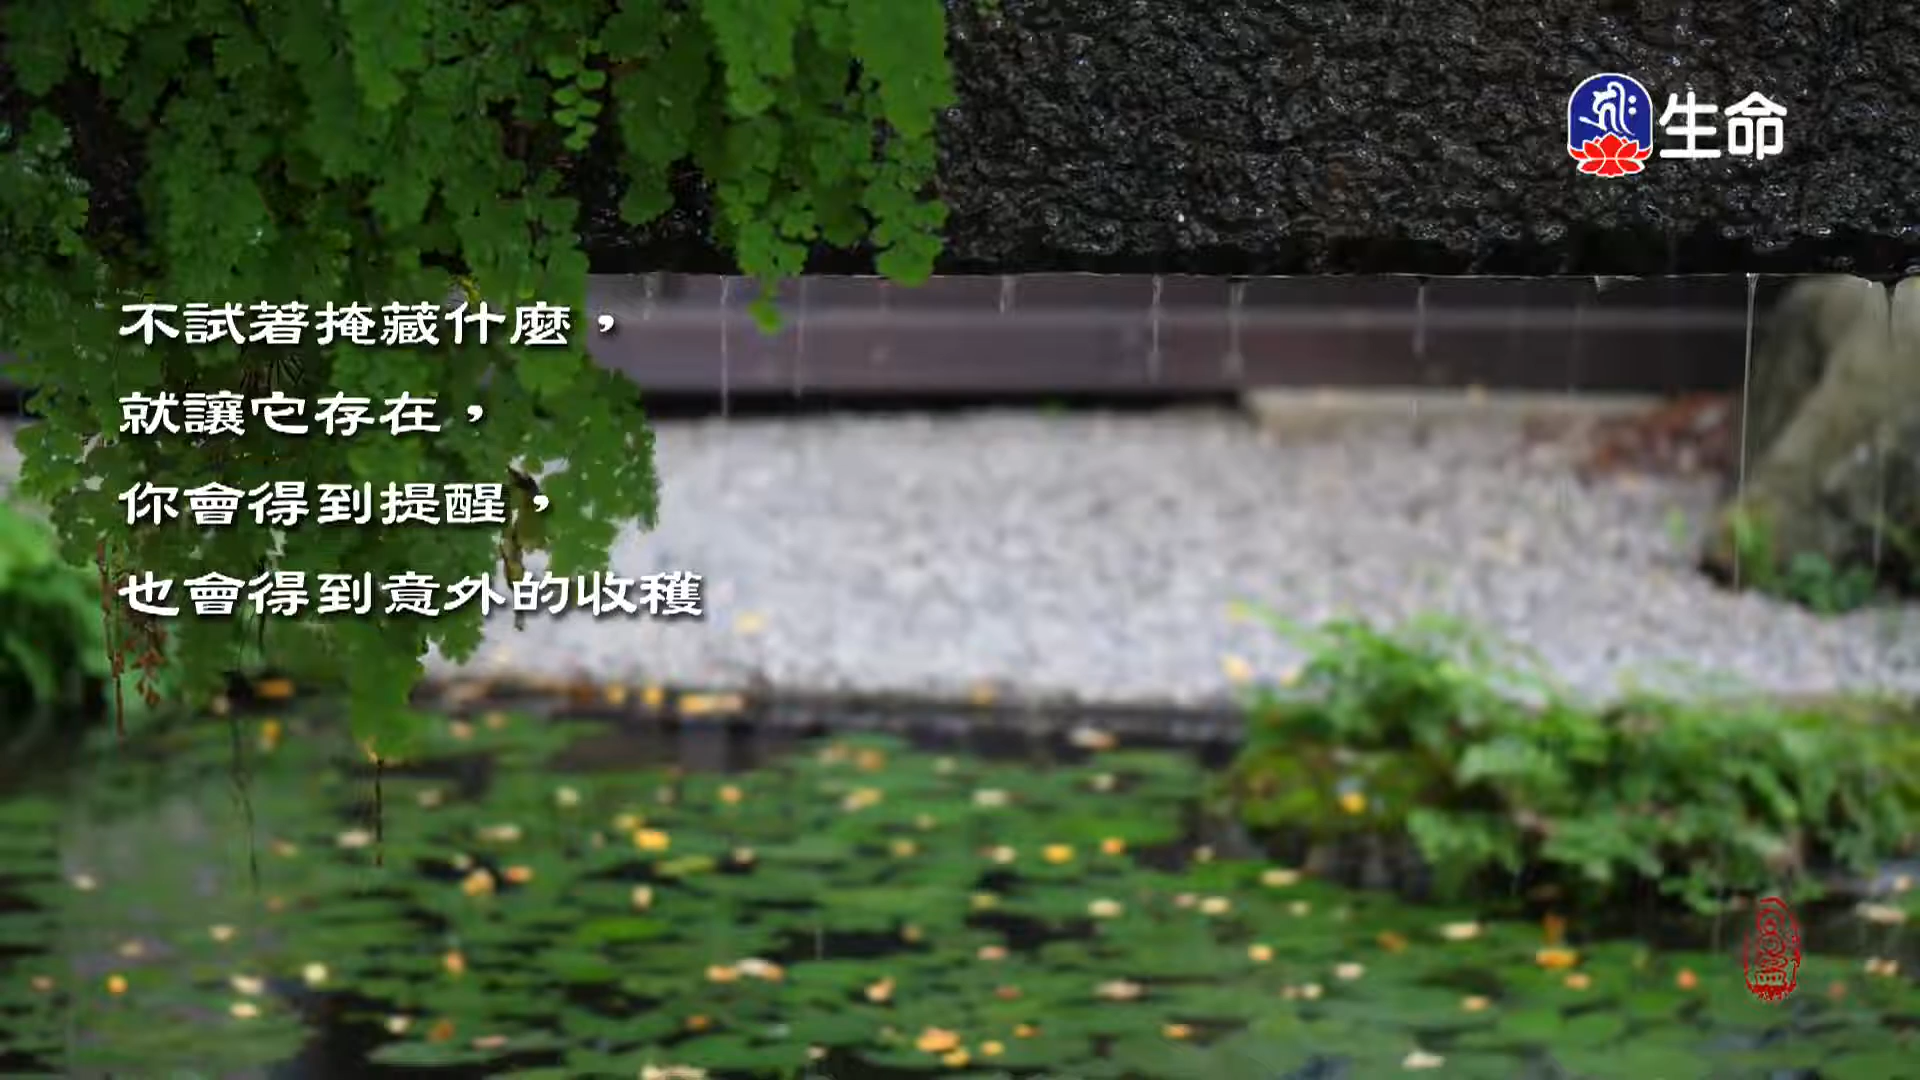 生命
不試著掩藏什麼，
就讓它存在，
你會得到提醒，
也會得到意外的收穫